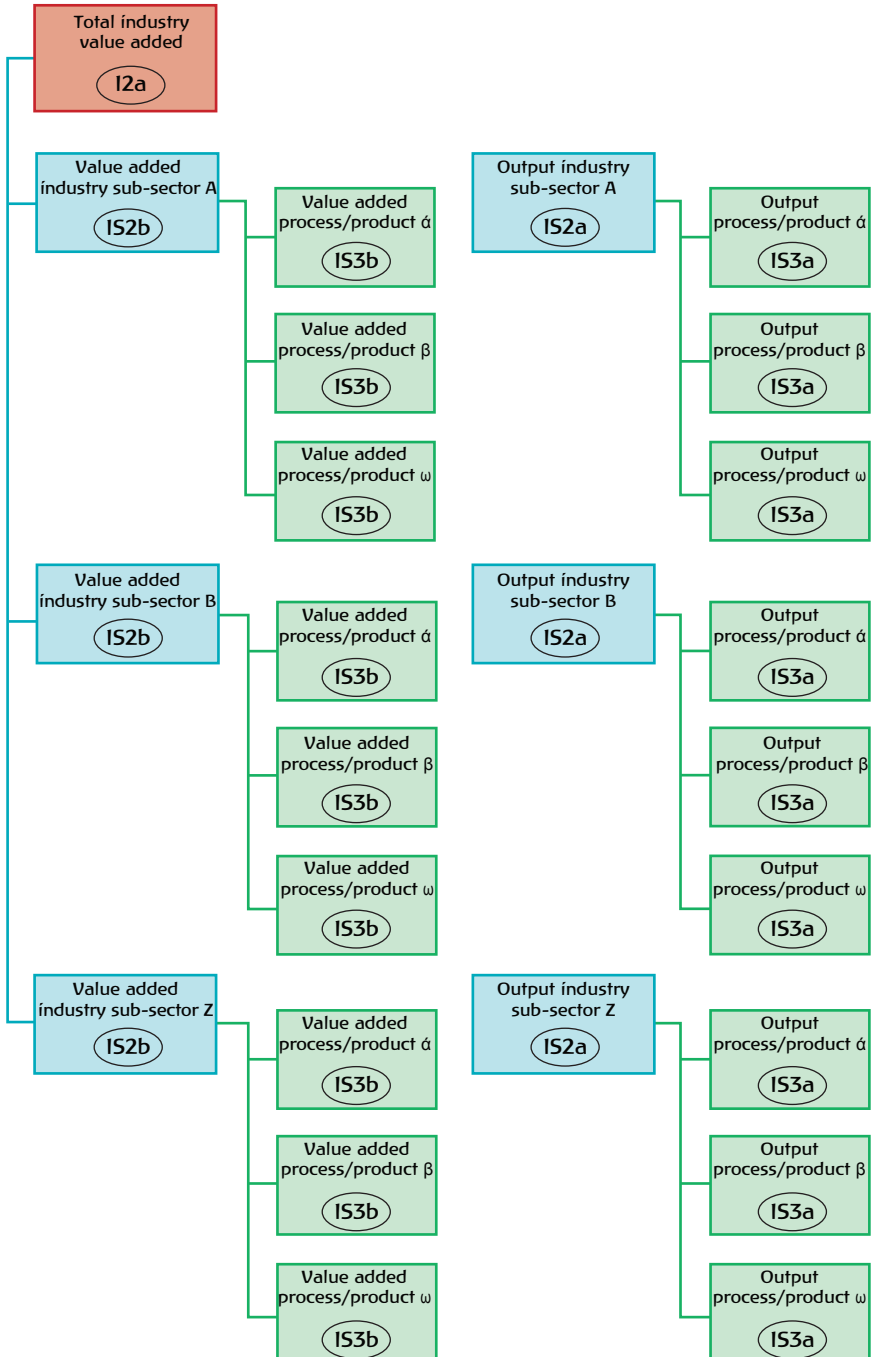 Total industry
value added
I2a
Value added
industry sub-sector A
IS2b
Value added
process/product ά
IS3b
Value added
process/product β
IS3b
Value added
process/product ω
IS3b
Output industry
sub-sector A
IS2a
Output
process/product ά
IS3a
Output
process/product β
IS3a
Output
process/product ω
IS3a
Value added
industry sub-sector B
IS2b
Value added
process/product ά
IS3b
Value added
process/product β
IS3b
Value added
process/product ω
IS3b
Output industry
sub-sector B
IS2a
Output
process/product ά
IS3a
Output
process/product β
IS3a
Output
process/product ω
IS3a
Value added
industry sub-sector Z
IS2b
Value added
process/product ά
IS3b
Value added
process/product β
IS3b
Value added
process/product ω
IS3b
Output industry
sub-sector Z
IS2a
Output
process/product ά
IS3a
Output
process/product β
IS3a
Output
process/product ω
IS3a